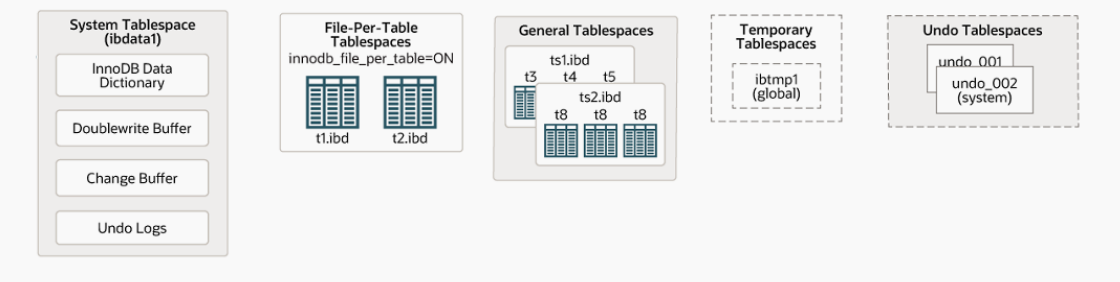 System Tablespace
(ibdata1)
InnoDB Data
Dictionary
Doublewrite Buffer
Change Buffer
Undo Logs
File-Per-Table
Tablespaces
innodb_file_per_table=ON
t1.ibd t2.ibd
General Tablespaces
ts1.ibd
t3 t4 t5
ts2.ibd
t8 t8 t8
Temporary
Tablespaces
ibtmp1
(global)
Undo Tablespaces
undo_001
undo_002
(system)